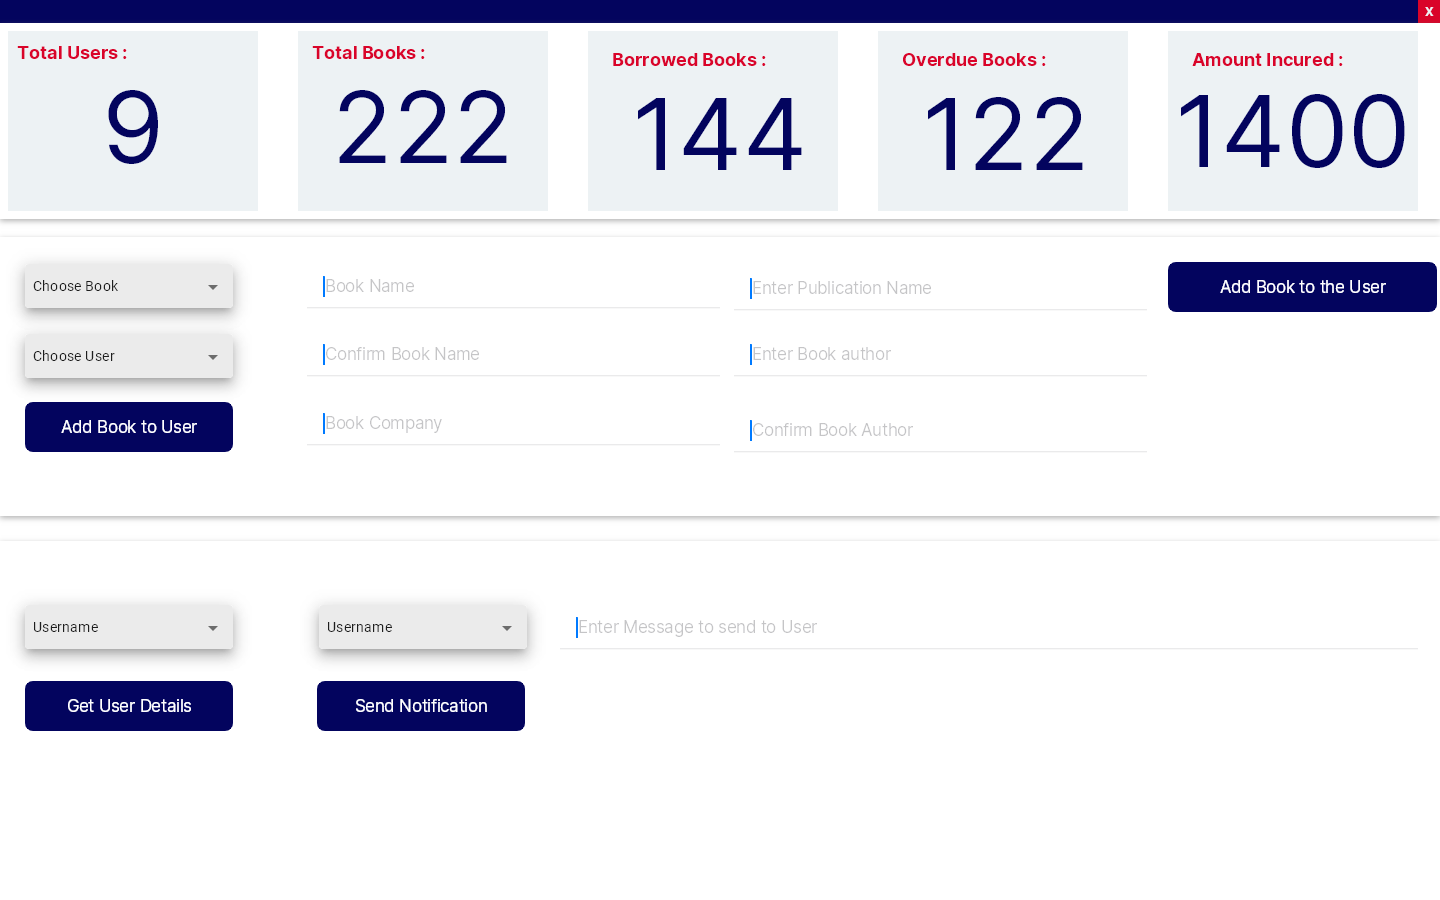 x
Total Users :
9
Total Books :
222
Borrowed Books :
144
Overdue Books :
122
Amount Incured :
1400
Choose Book
Choose User
Add Book to User
Book Name
Confirm Book Name
Book Company
Enter Publication Name
Enter Book author
Confirm Book Author
Add Book to the User
Username
Get User Details
Username
Send Notification
Enter Message to send to User